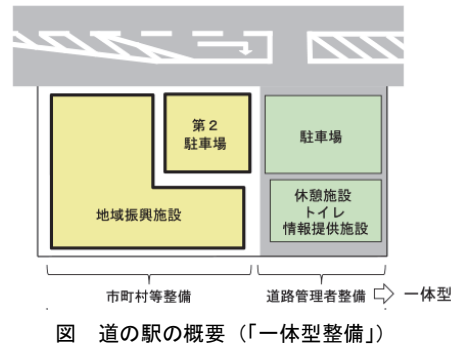 第2
駐車場
駐車場
地域振興施設
休憩施設
トイレ
情報提供施設
市町村等整備
道路管理者整備
一体型
図 道の駅の概要(「一体型整備」)